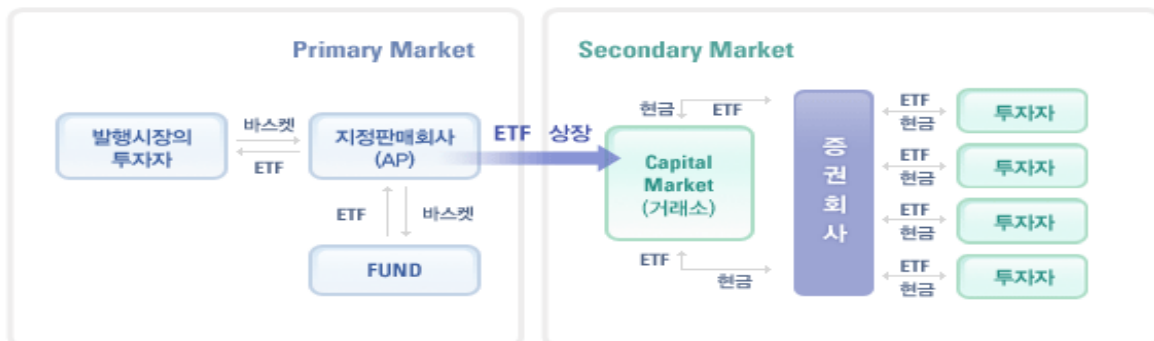 Primary Market
발행시장의
투자자
바스켓
ETF
지정판매회사
(AP)
ETF
바스켓
FUND
ETF 상장
Secondary Market
현금
ETF
Capital
Market
(거래소)
ETF
현금
증
권
회
사
ETF
현금
투자자
ETF
현금
투자자
ETF
현금
투자자
ETF
현금
투자자